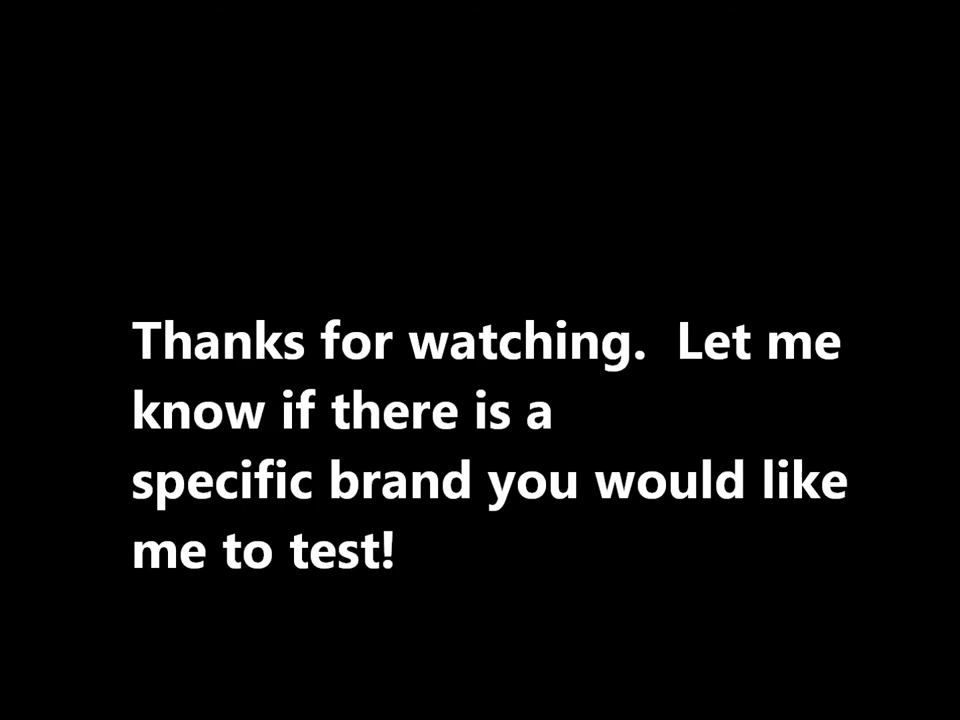 Thanks for watching.  Let me
know if there is a
specific brand you would like
me to test!